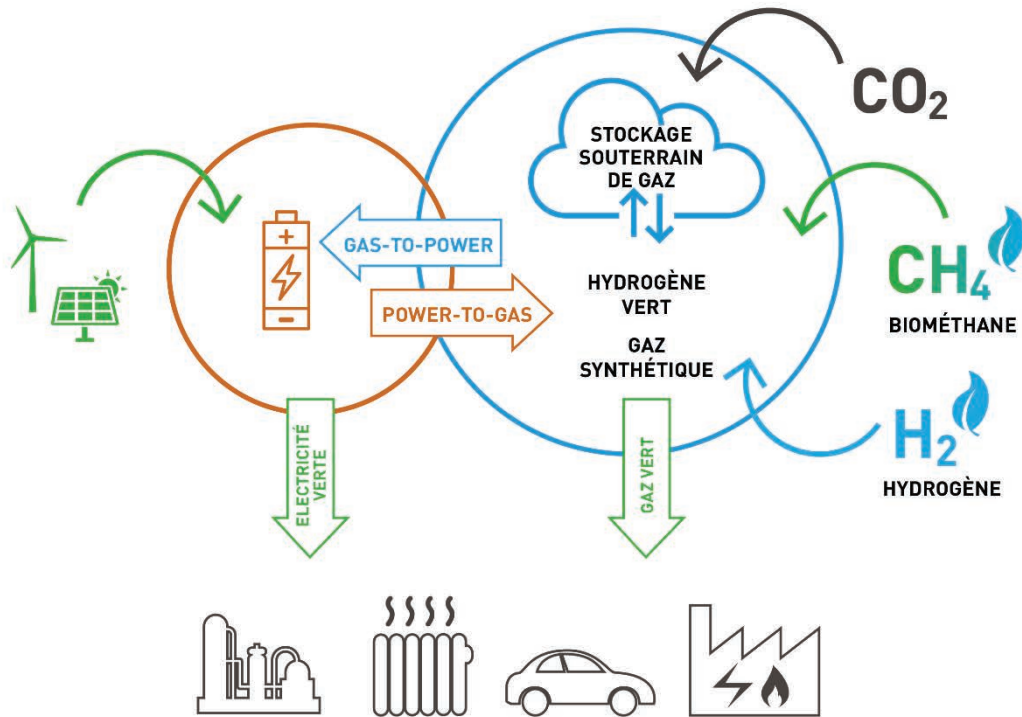 CO₂
STOCKAGE
SOUTERRAIN
DE GAZ
GAS-TO-POWER
POWER-TO-GAS
HYDROGÈNE
VERT
GAZ
SYNTHÉTIQUE
CH₄
BIOMÉTHANE
H₂
HYDROGÈNE
ELECTRICITÉ
VERTE
GAZ VERT